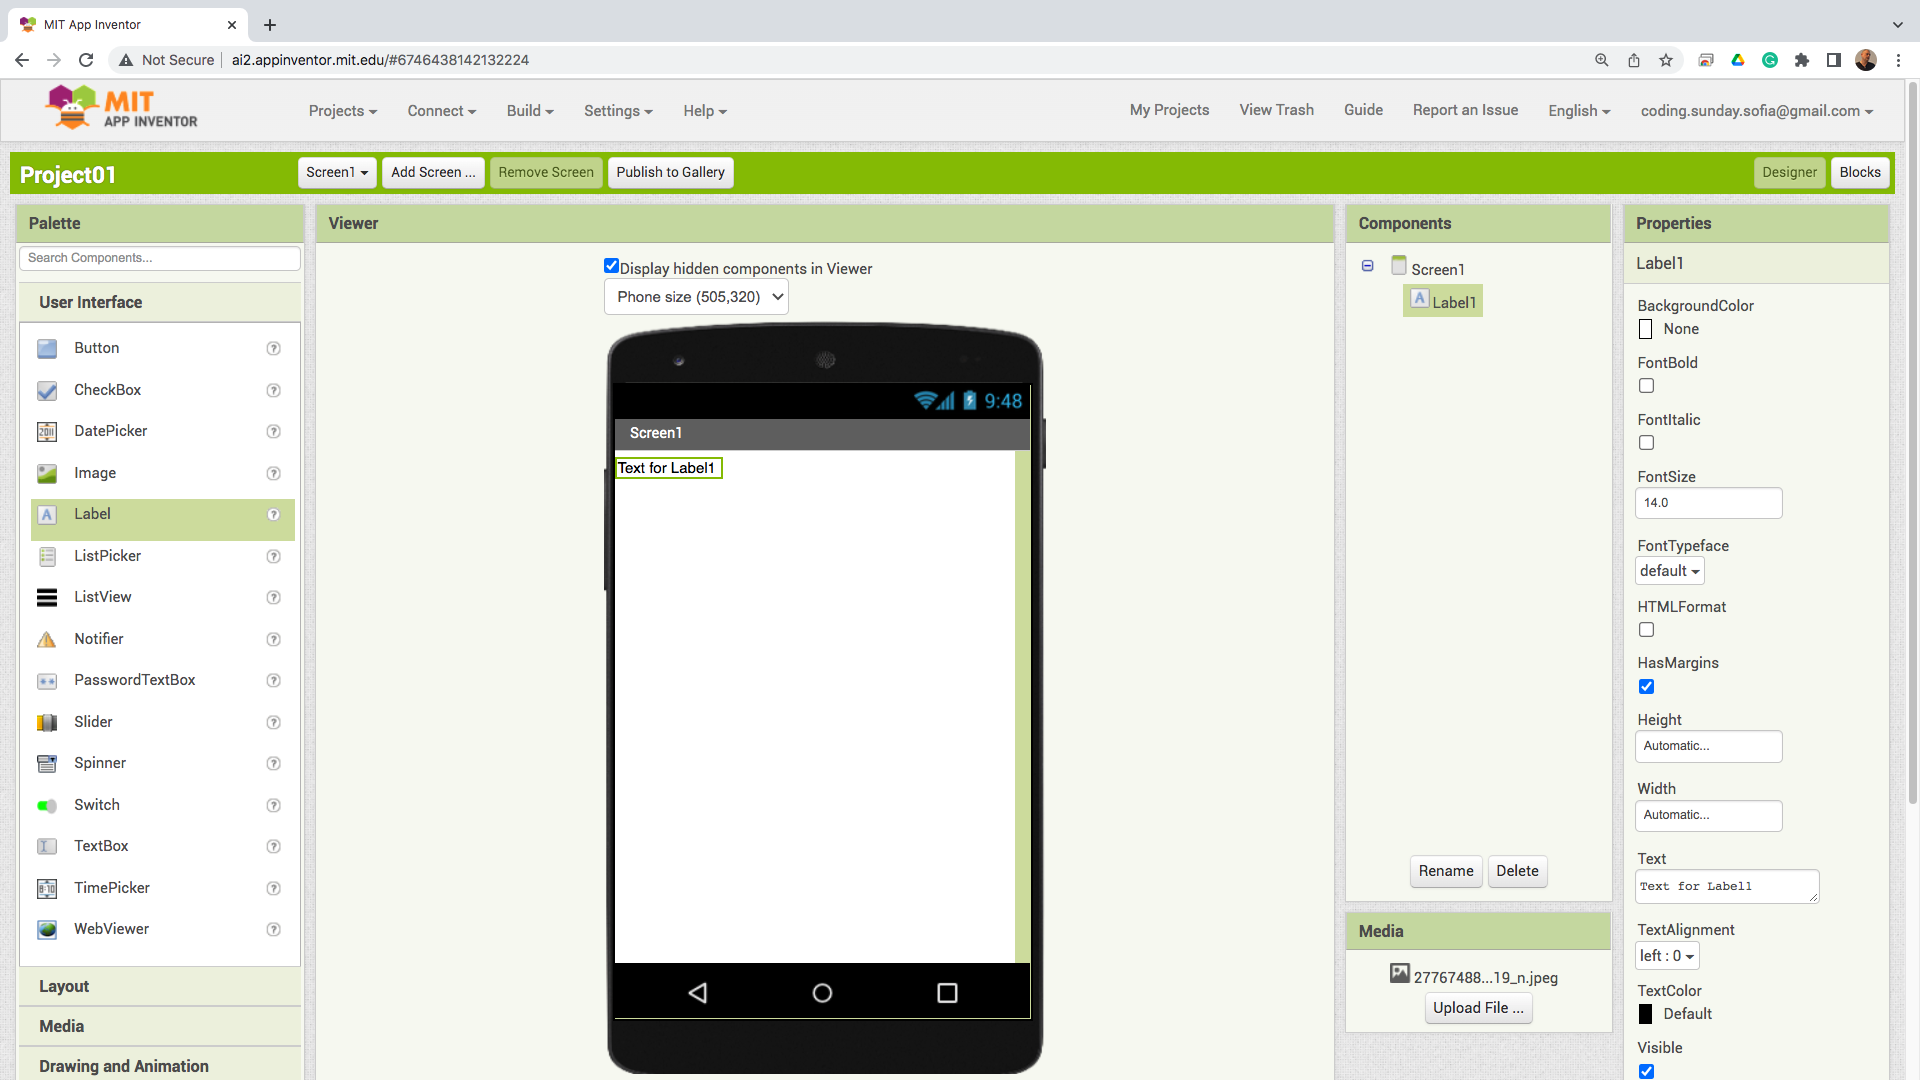 MIT App Inventor
Not Secure
ai2.appinventor.mit.edu/#6746438142132224
MIT
APP INVENTOR
Projects
Connect
Build
Settings
Help
My Projects
View Trash
Guide
Report an Issue
English
coding.sunday.sofia@gmail.com
Project01
Screen1
Add Screen ...
Remove Screen
Publish to Gallery
Designer
Blocks
Palette
Search Components...
User Interface
Button
CheckBox
DatePicker
Image
Label
ListPicker
ListView
Notifier
PasswordTextBox
Slider
Spinner
Switch
TextBox
TimePicker
WebViewer
Layout
Media
Drawing and Animation
Viewer
Display hidden components in Viewer
Phone size (505,320)
9:48
Screen1
Text for Label1
Components
Screen1
Label1
Rename
Delete
Media
27767488...19_n.jpeg
Upload File ...
Properties
Label1
BackgroundColor
None
FontBold
FontItalic
FontSize
14.0
FontTypeface
default
HTMLFormat
HasMargins
Height
Automatic...
Width
Automatic...
Text
Text for Label1
TextAlignment
left : 0
TextColor
Default
Visible